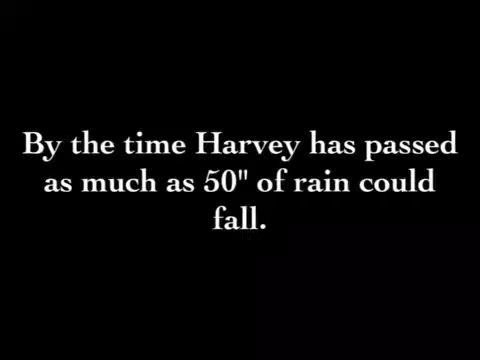 By the time Harvey has passed
as much as 50" of rain could
fall.